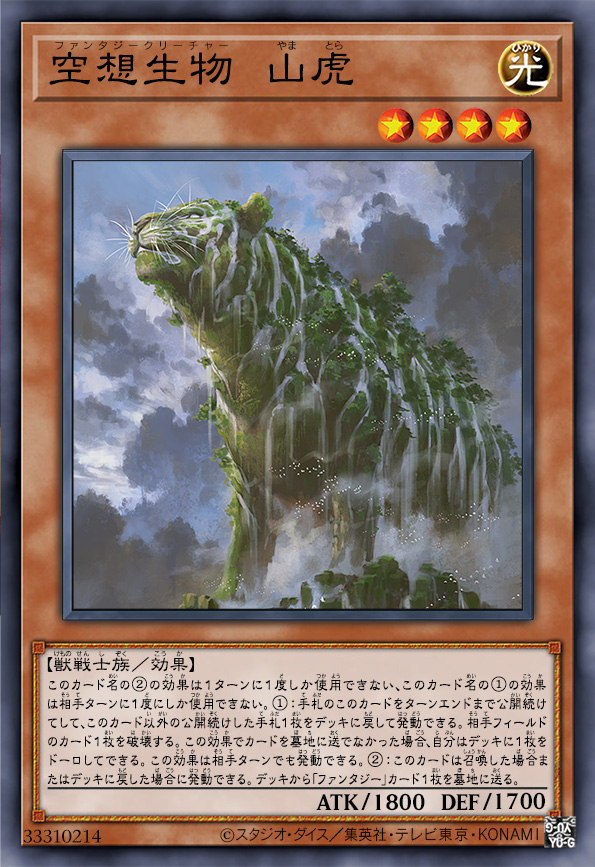 ファンタジークリーチャー やま とら
空想生物 山虎
ひかり
光
【獣戦士族/効果】
このカード名の②の効果は1ターンに1度しか使用できない、このカード名の①の効果
は相手ターンに1度にしか使用できない。①:手札のこのカードをターンエンドまで公開続け
てして、このカード以外の公開続けした手札1枚をデッキに戻して発動できる。相手フィールド
のカード1枚を破壊する。この効果でカードを墓地に送でなかった場合、自分はデッキに1枚を
ドーロしてできる。この効果は相手ターンでも発動できる。②:このカードは召喚した場合ま
たはデッキに戻した場合に発動できる。デッキから「ファンタジー」カード1枚を墓地に送る。
ATK/1800 DEF/1700
33310214 ©スタジオ・ダイス/集英社・テレビ東京・KONAMI